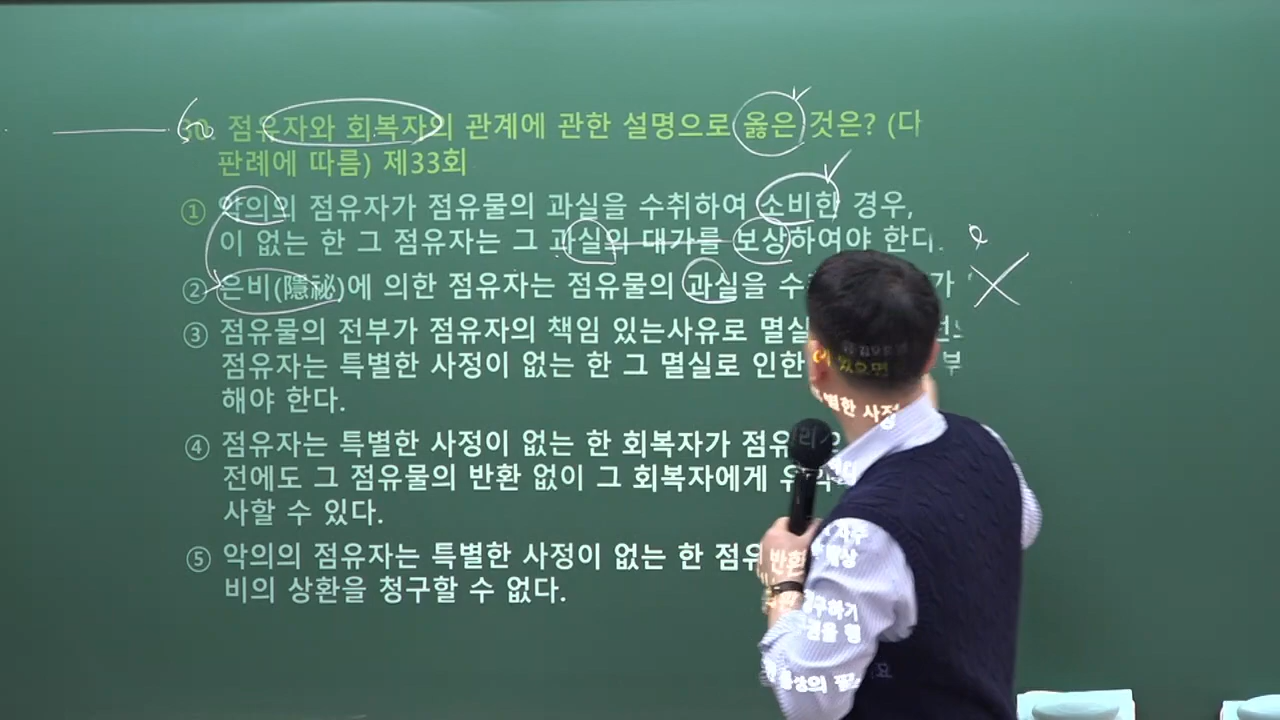 점유자와 회복자의 관계에 관한 설명으로 옳은 것은? (다
판례에 따름) 제33회
① 악의의 점유자가 점유물의 과실을 수취하여 소비한 경우,
이 없는 한 그 점유자는 그 과실의 대가를 보상하여야 한다.
② 은비(隱祕)에 의한 점유자는 점유물의 과실을
③ 점유물의 전부가 점유자의 책임 있는사유로
점유자는 특별한 사정이 없는 한 그 멸실로 인한
해야 한다.
④ 점유자는 특별한 사정이 없는 한 회복자가
전에도 그 점유물의 반환 없이 그 회복자에게
사할 수 있다.
⑤ 악의의 점유자는 특별한 사정이 없는 한
비의 상환을 청구할 수 없다.